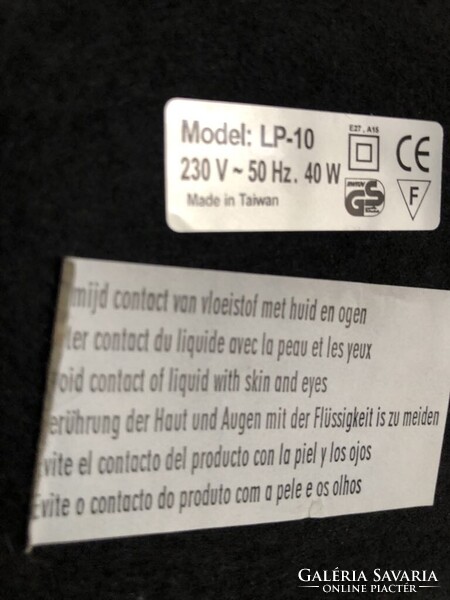 Model: LP-10
E27 , A15
230 V ~ 50 Hz. 40 W
Made in Taiwan
CE
GS
F
mijd contact van vloeistof met huid en ogen
ter contact du liquide avec la peau et les yeux
oid contact of liquid with skin and eyes
erührung der Haut und Augen mit der Flüssigkeit is zu meiden
vite el contacto del producto con la piel y los ojos
Evite o contacto do produto com a pele e os olhos
GALÉRIA SAVARIA
ONLINE PIACTÉR